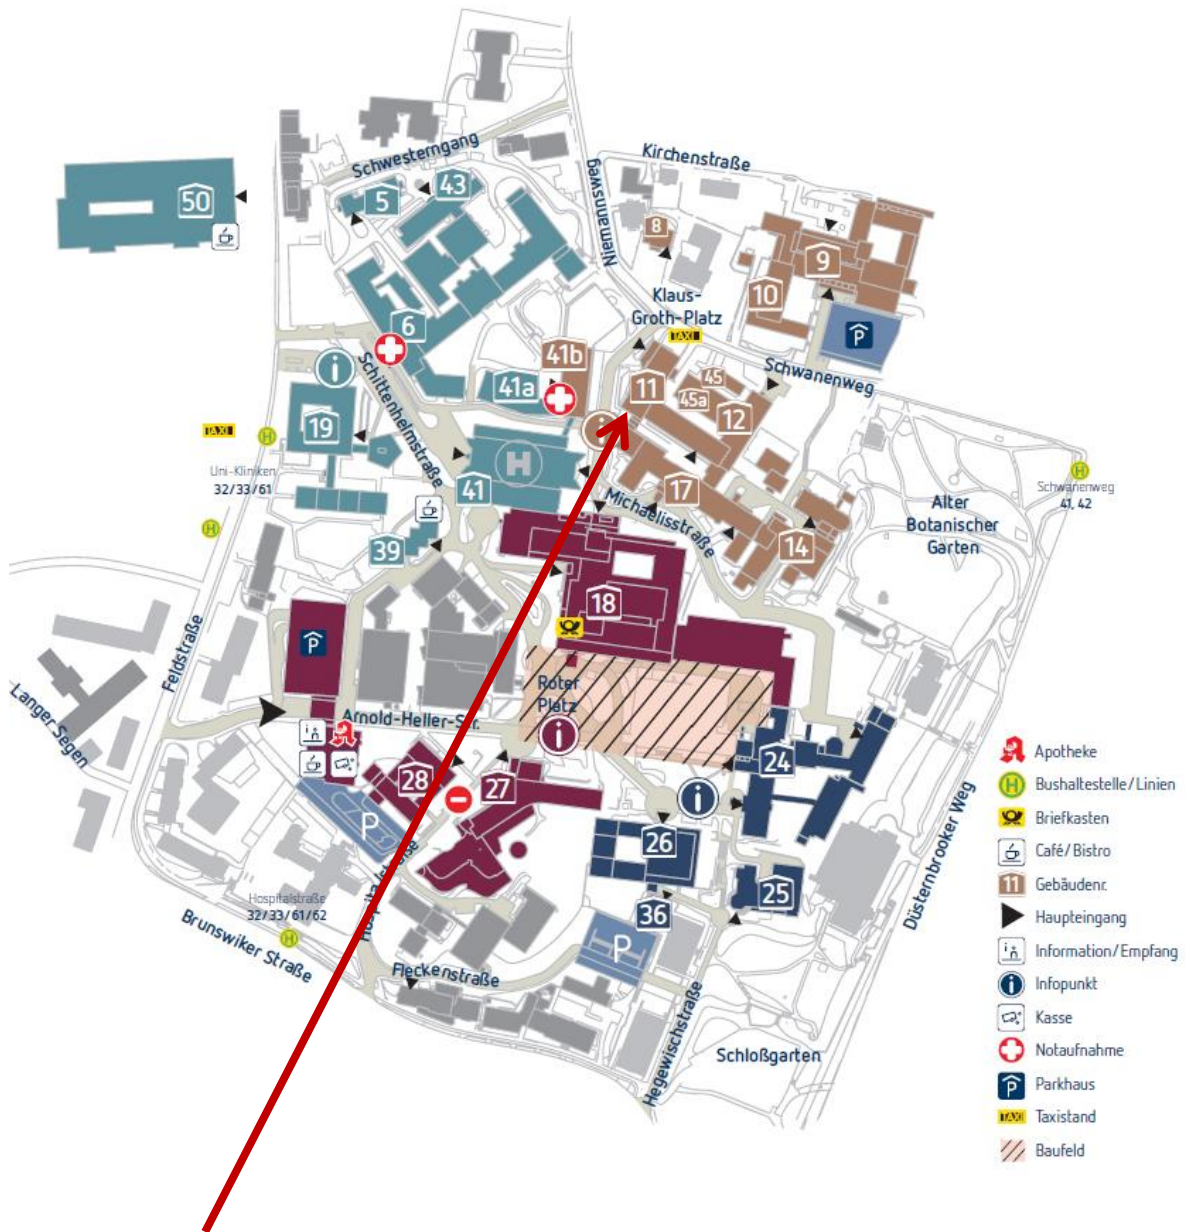 Schwesterngang
Kirchenstraße
Niemannsweg
50
5
43
8
9
10
Klaus-
Groth-Platz
TAXI
P
6
41b
41a
11
45
45a
12
Schwanenweg
i
Schittenhelmstraße
19
TAXI
H
Uni-Kliniken
32/33/61
H
41
i
17
Michaelisstraße
14
H
Schwanenweg
41, 42
Alter
Botanischer
Garten
39
H
18
P
Feldstraße
Langer Segen
Roter
Platz
i
Arnold-Heller-Str.
28
27
24
i
P
26
25
36
P
Hospitalstraße
Hospitalstraße
32/33/61/62
H
Brunswiker Straße
Fleckenstraße
Hegewischstraße
Schloßgarten
Düsternbrooker Weg
Apotheke
H Bushaltestelle/Linien
Briefkasten
Café/Bistro
11 Gebäudenr.
Haupteingang
i Information/Empfang
i Infopunkt
Kasse
Notaufnahme
P Parkhaus
TAXI Taxistand
Baufeld